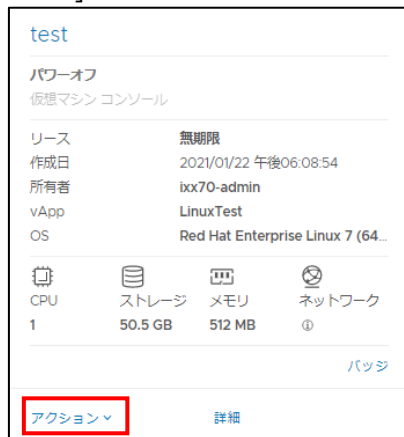 test
パワーオフ
仮想マシン コンソール
リース 無期限
作成日 2021/01/22 午後06:08:54
所有者 ixx70-admin
vApp LinuxTest
OS Red Hat Enterprise Linux 7 (64...
CPU ストレージ メモリ ネットワーク
1 50.5 GB 512 MB
バッジ
アクション 詳細